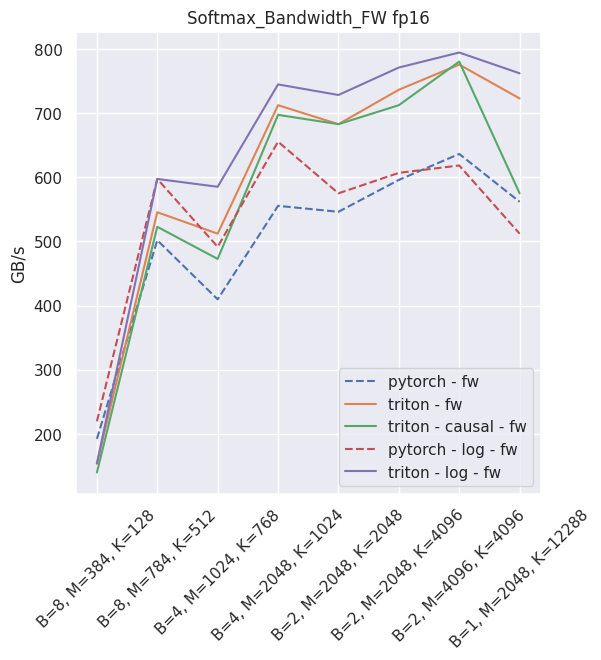 Softmax_Bandwidth_FW fp16
GB/s
800
700
600
500
400
300
200
pytorch - fw
triton - fw
triton - causal - fw
pytorch - log - fw
triton - log - fw
B=8, M=384, K=128
B=8, M=784, K=512
B=4, M=1024, K=768
B=4, M=2048, K=1024
B=2, M=2048, K=2048
B=2, M=2048, K=4096
B=2, M=4096, K=4096
B=1, M=2048, K=12288